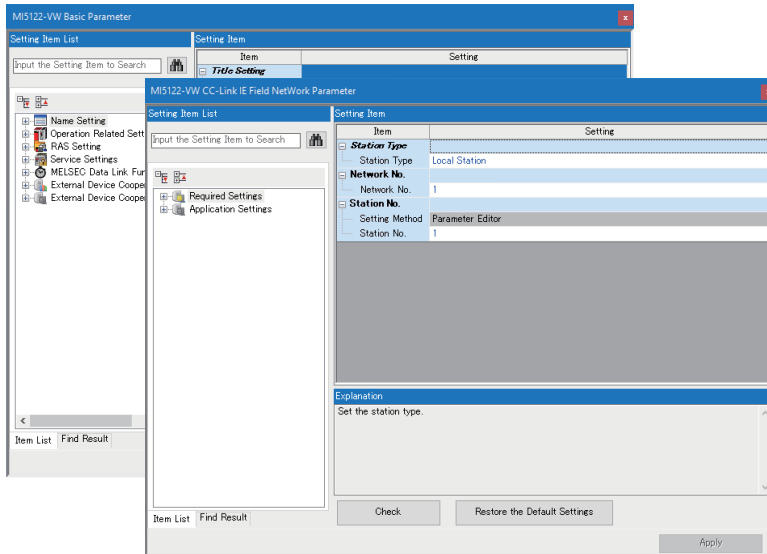 MI5122-VW Basic Parameter
Setting Item List
Setting Item
Input the Setting Item to Search
Item
Setting
Title Setting
Name Setting
Operation Related Sett
RAS Setting
Service Settings
MELSEC Data Link Fur
External Device Cooper
External Device Cooper
Item List
Find Result
MI5122-VW CC-Link IE Field NetWork Parameter
Setting Item List
Input the Setting Item to Search
Required Settings
Application Settings
Item List
Find Result
Setting Item
Item
Setting
Station Type
Station Type
Local Station
Network No.
Network No.
1
Station No.
Setting Method
Parameter Editor
Station No.
1
Explanation
Set the station type.
Check
Restore the Default Settings
Apply